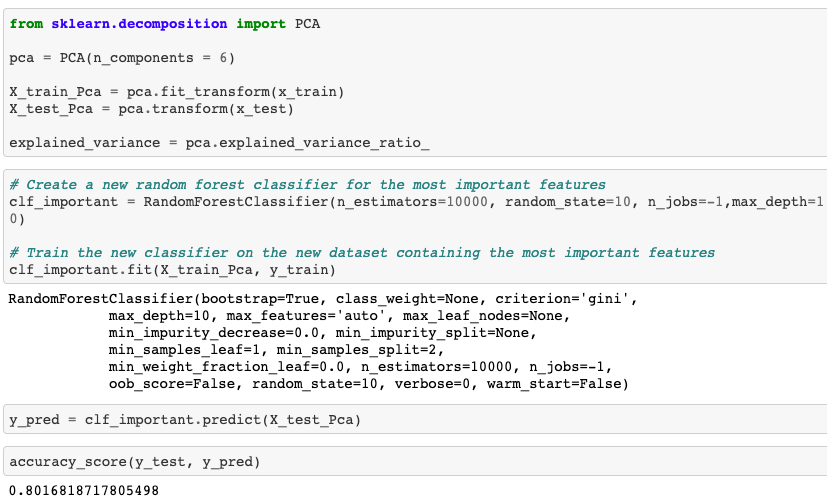 from sklearn.decomposition import PCA
pca = PCA(n_components = 6)
X_train_Pca = pca.fit_transform(x_train)
X_test_Pca = pca.transform(x_test)
explained_variance = pca.explained_variance_ratio_
# Create a new random forest classifier for the most important features
clf_important = RandomForestClassifier(n_estimators=10000, random_state=10, n_jobs=-1,max_depth=1
0)
# Train the new classifier on the new dataset containing the most important features
clf_important.fit(X_train_Pca, y_train)
RandomForestClassifier(bootstrap=True, class_weight=None, criterion='gini',
            max_depth=10, max_features='auto', max_leaf_nodes=None,
            min_impurity_decrease=0.0, min_impurity_split=None,
            min_samples_leaf=1, min_samples_split=2,
            min_weight_fraction_leaf=0.0, n_estimators=10000, n_jobs=-1,
            oob_score=False, random_state=10, verbose=0, warm_start=False)
y_pred = clf_important.predict(X_test_Pca)
accuracy_score(y_test, y_pred)
0.8016818717805498